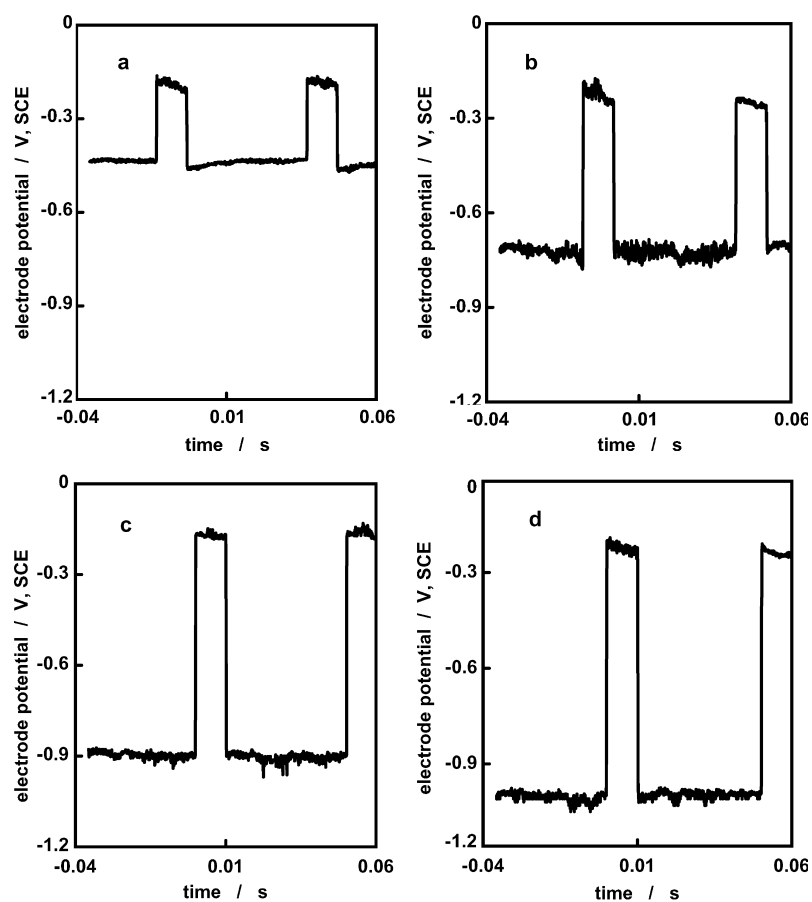 0
-0.3
-0.6
-0.9
-1.2
-0.04
0.01
0.06
electrode potential / V, SCE
time / s
a
0
-0.3
-0.6
-0.9
-1.2
-0.04
0.01
0.06
electrode potential / V, SCE
time / s
b
0
-0.3
-0.6
-0.9
-1.2
-0.04
0.01
0.06
electrode potential / V, SCE
time / s
c
0
-0.3
-0.6
-0.9
-1.2
-0.04
0.01
0.06
electrode potential / V, SCE
time / s
d